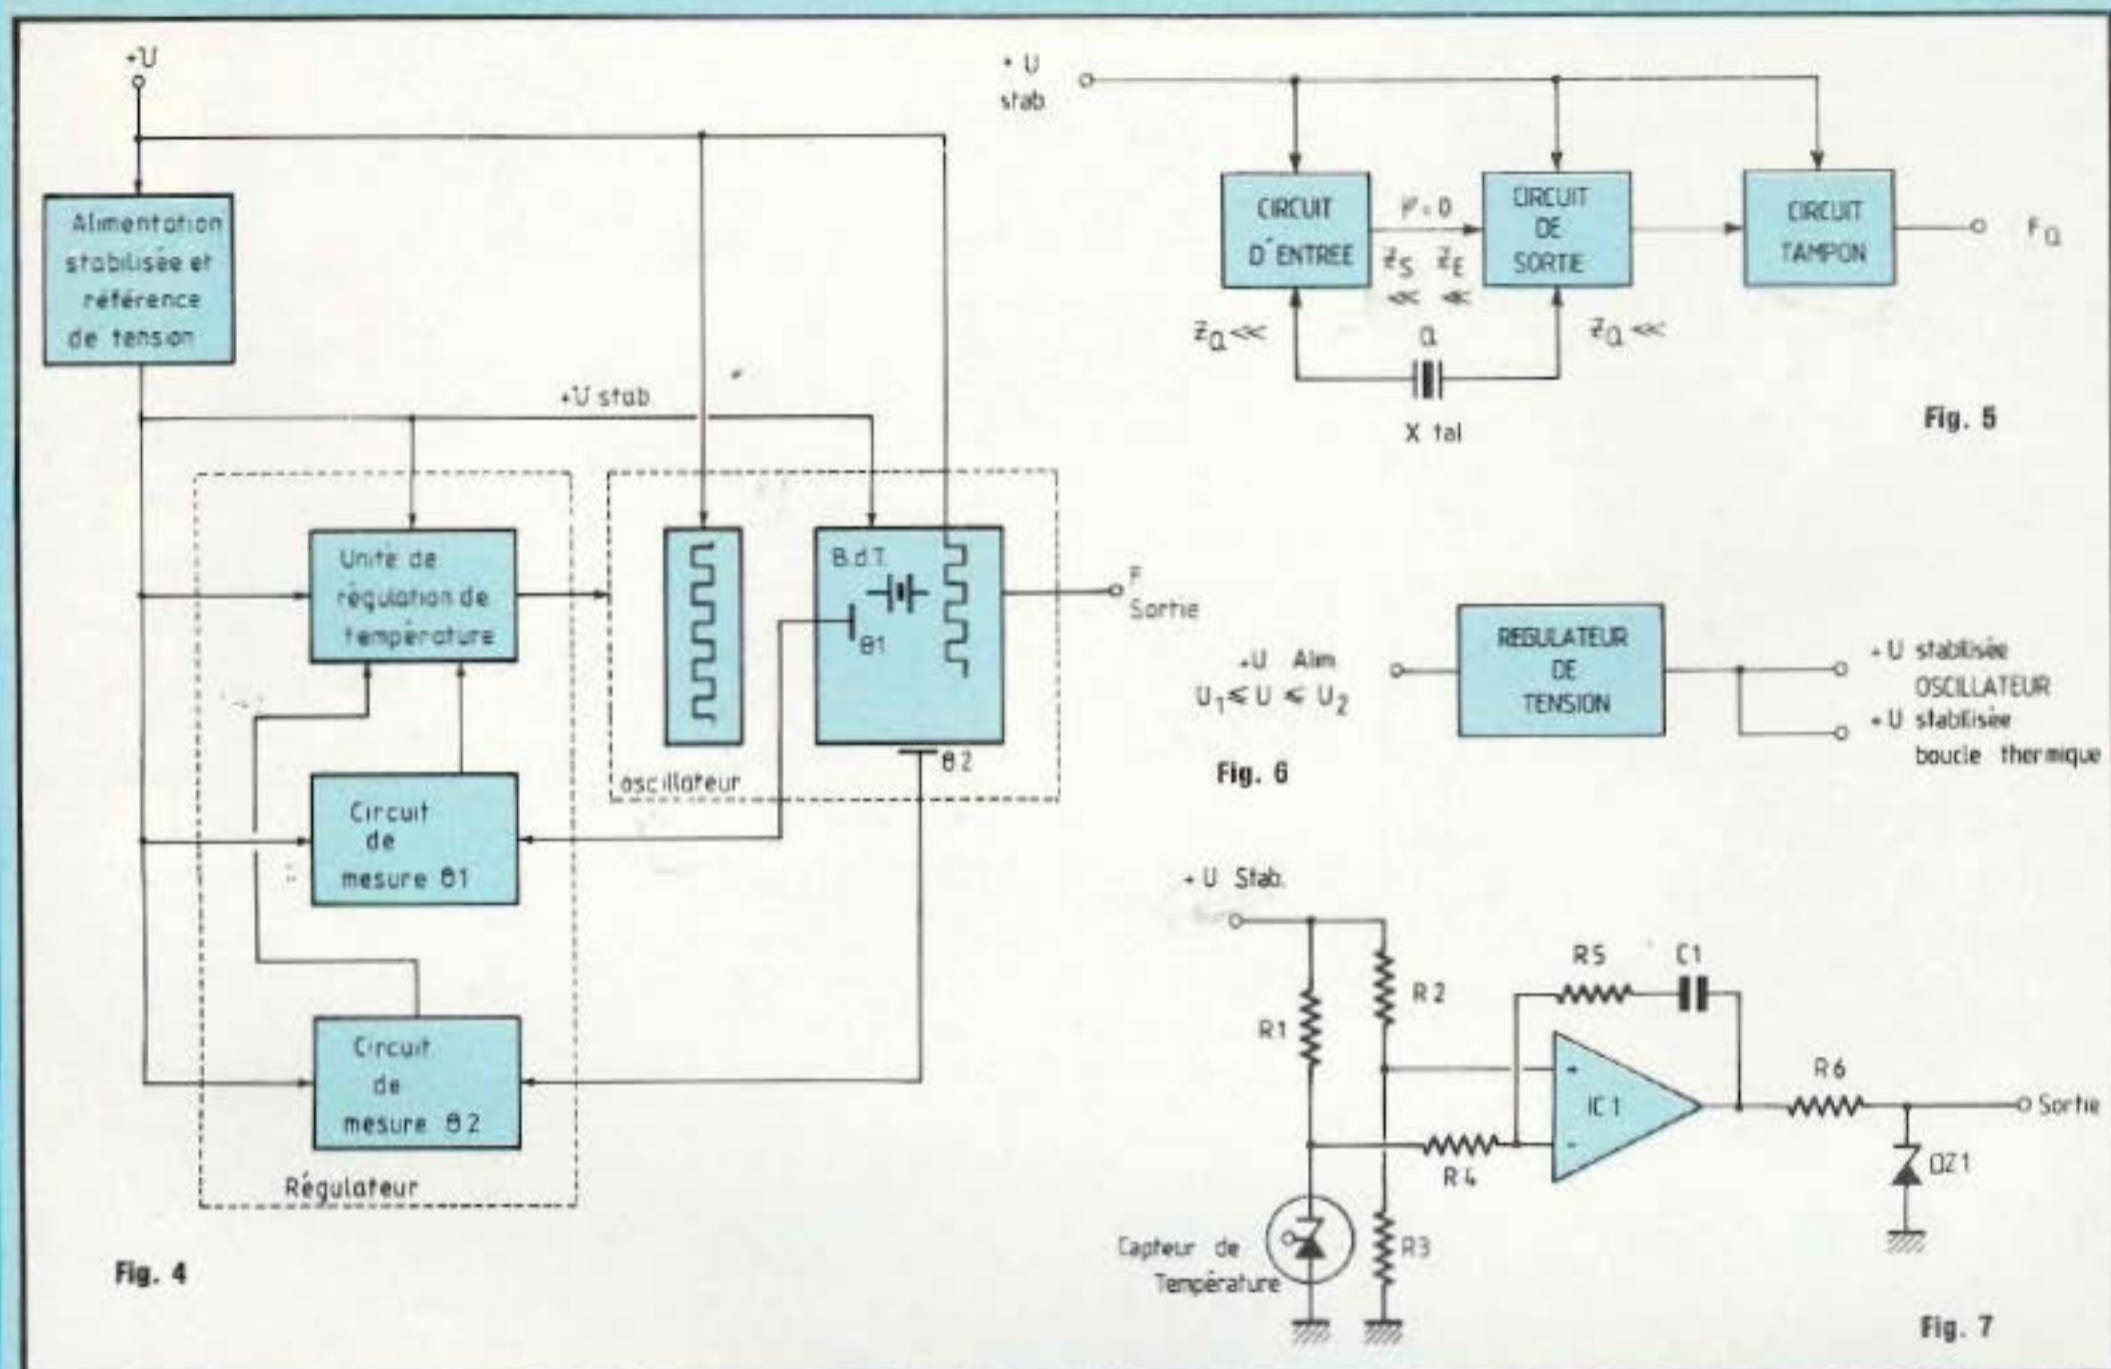 +U
Alimentation
stabilisée et
référence
de tension
+U stab.
Unité de
régulation de
température
B.d.T.
θ1
F
Sortie
θ2
oscillateur
Circuit
de
mesure θ1
Circuit
de
mesure θ2
Régulateur
Fig. 4
+ U
stab.
CIRCUIT
D'ENTREE
Ψ = 0
ZS ZE
≪ ≪
CIRCUIT
DE
SORTIE
CIRCUIT
TAMPON
FQ
ZQ ≪
Q
ZQ ≪
X tal
Fig. 5
+U Alim
U1 ≤ U ≤ U2
REGULATEUR
DE
TENSION
+ U stabilisée
OSCILLATEUR
+ U stabilisée
boucle thermique
Fig. 6
+ U Stab.
R1
R2
R5
C1
+
IC1
-
R6
Sortie
R4
DZ1
Capteur de
Température
R3
Fig. 7